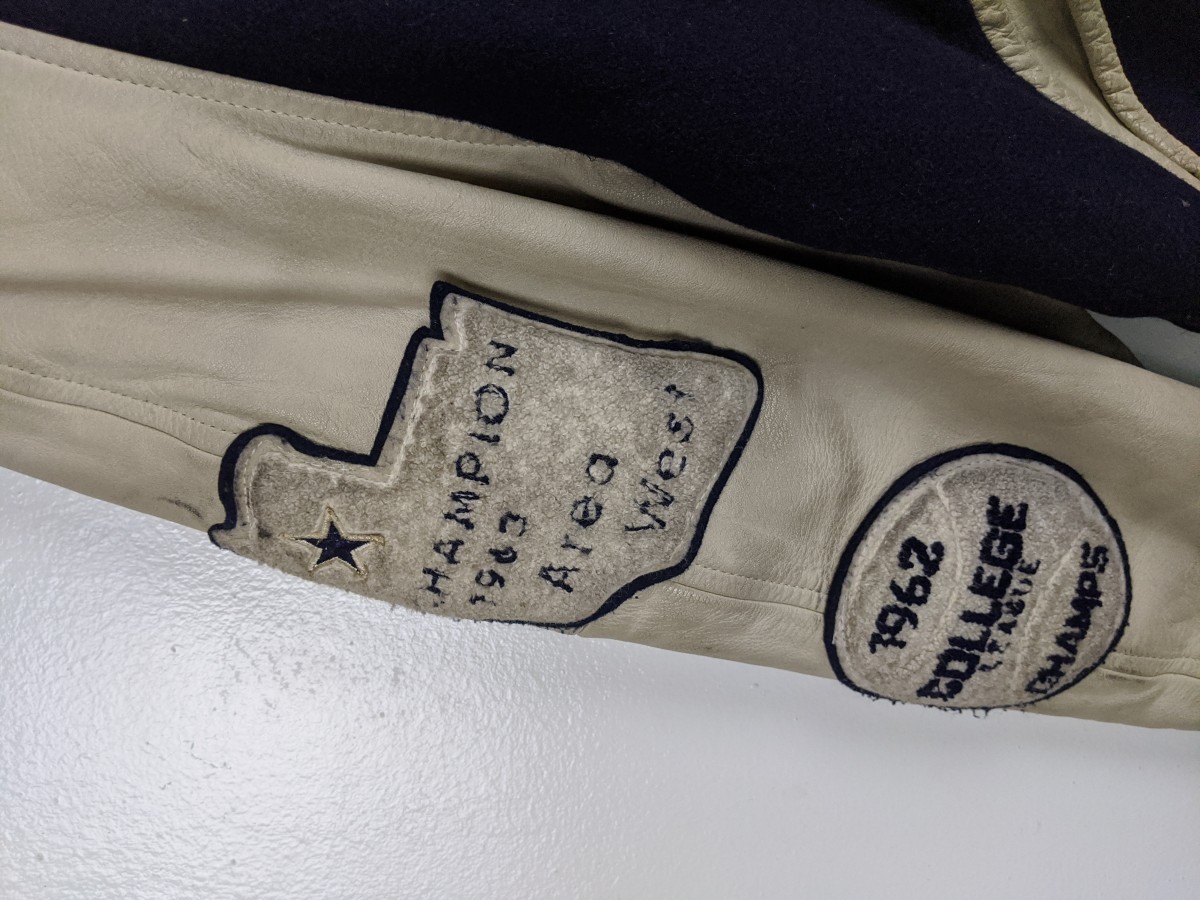 CHAMPION
1963
Area
West
1962
COLLEGE
LEAGUE
CHAMPS